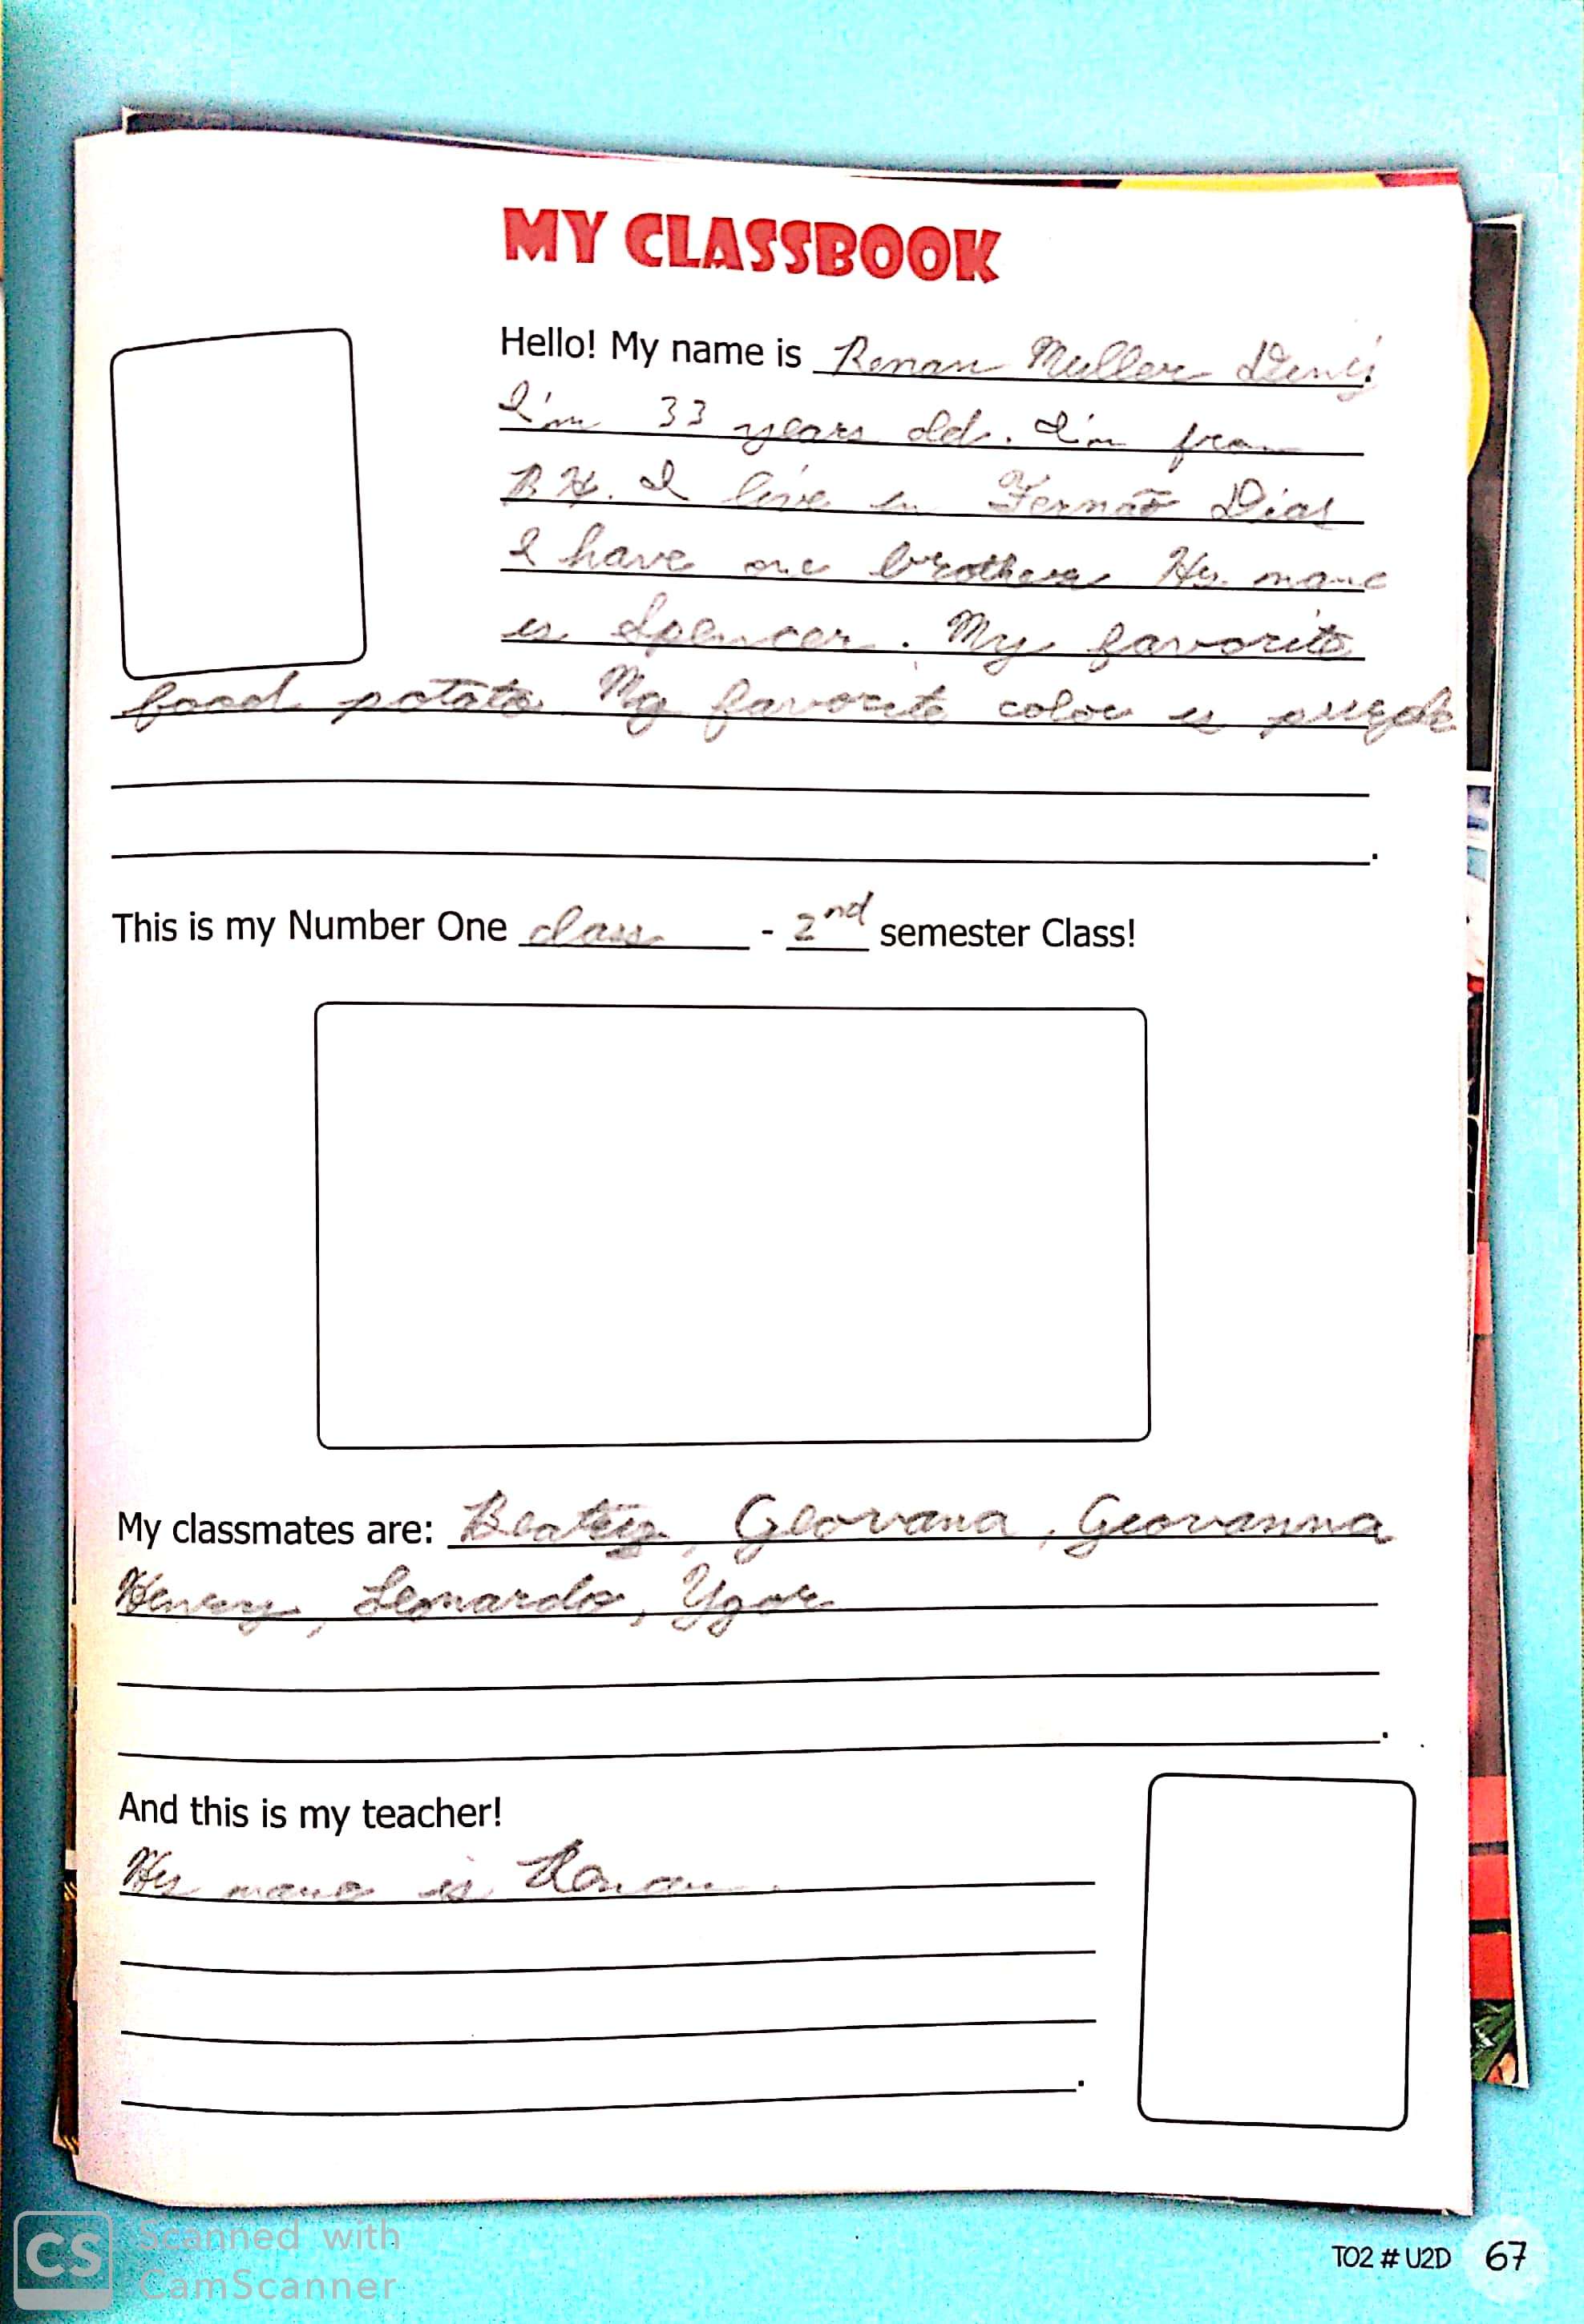 MY CLASSBOOK
Hello! My name is Renan Muller
I'm 33 years old. I'm from
BH. I live in Fernão Dias
I have one brother His name
is Spencer. My favorite
food potato. My favorite color is purple
This is my Number One class - 2nd semester Class!
My classmates are: Beatriz, Geovana, Geovanna
Henry, Leonardo, Ygor
.
And this is my teacher!
His name is Renan.
.
CS Scanned with
CamScanner
TO2 # U2D 67